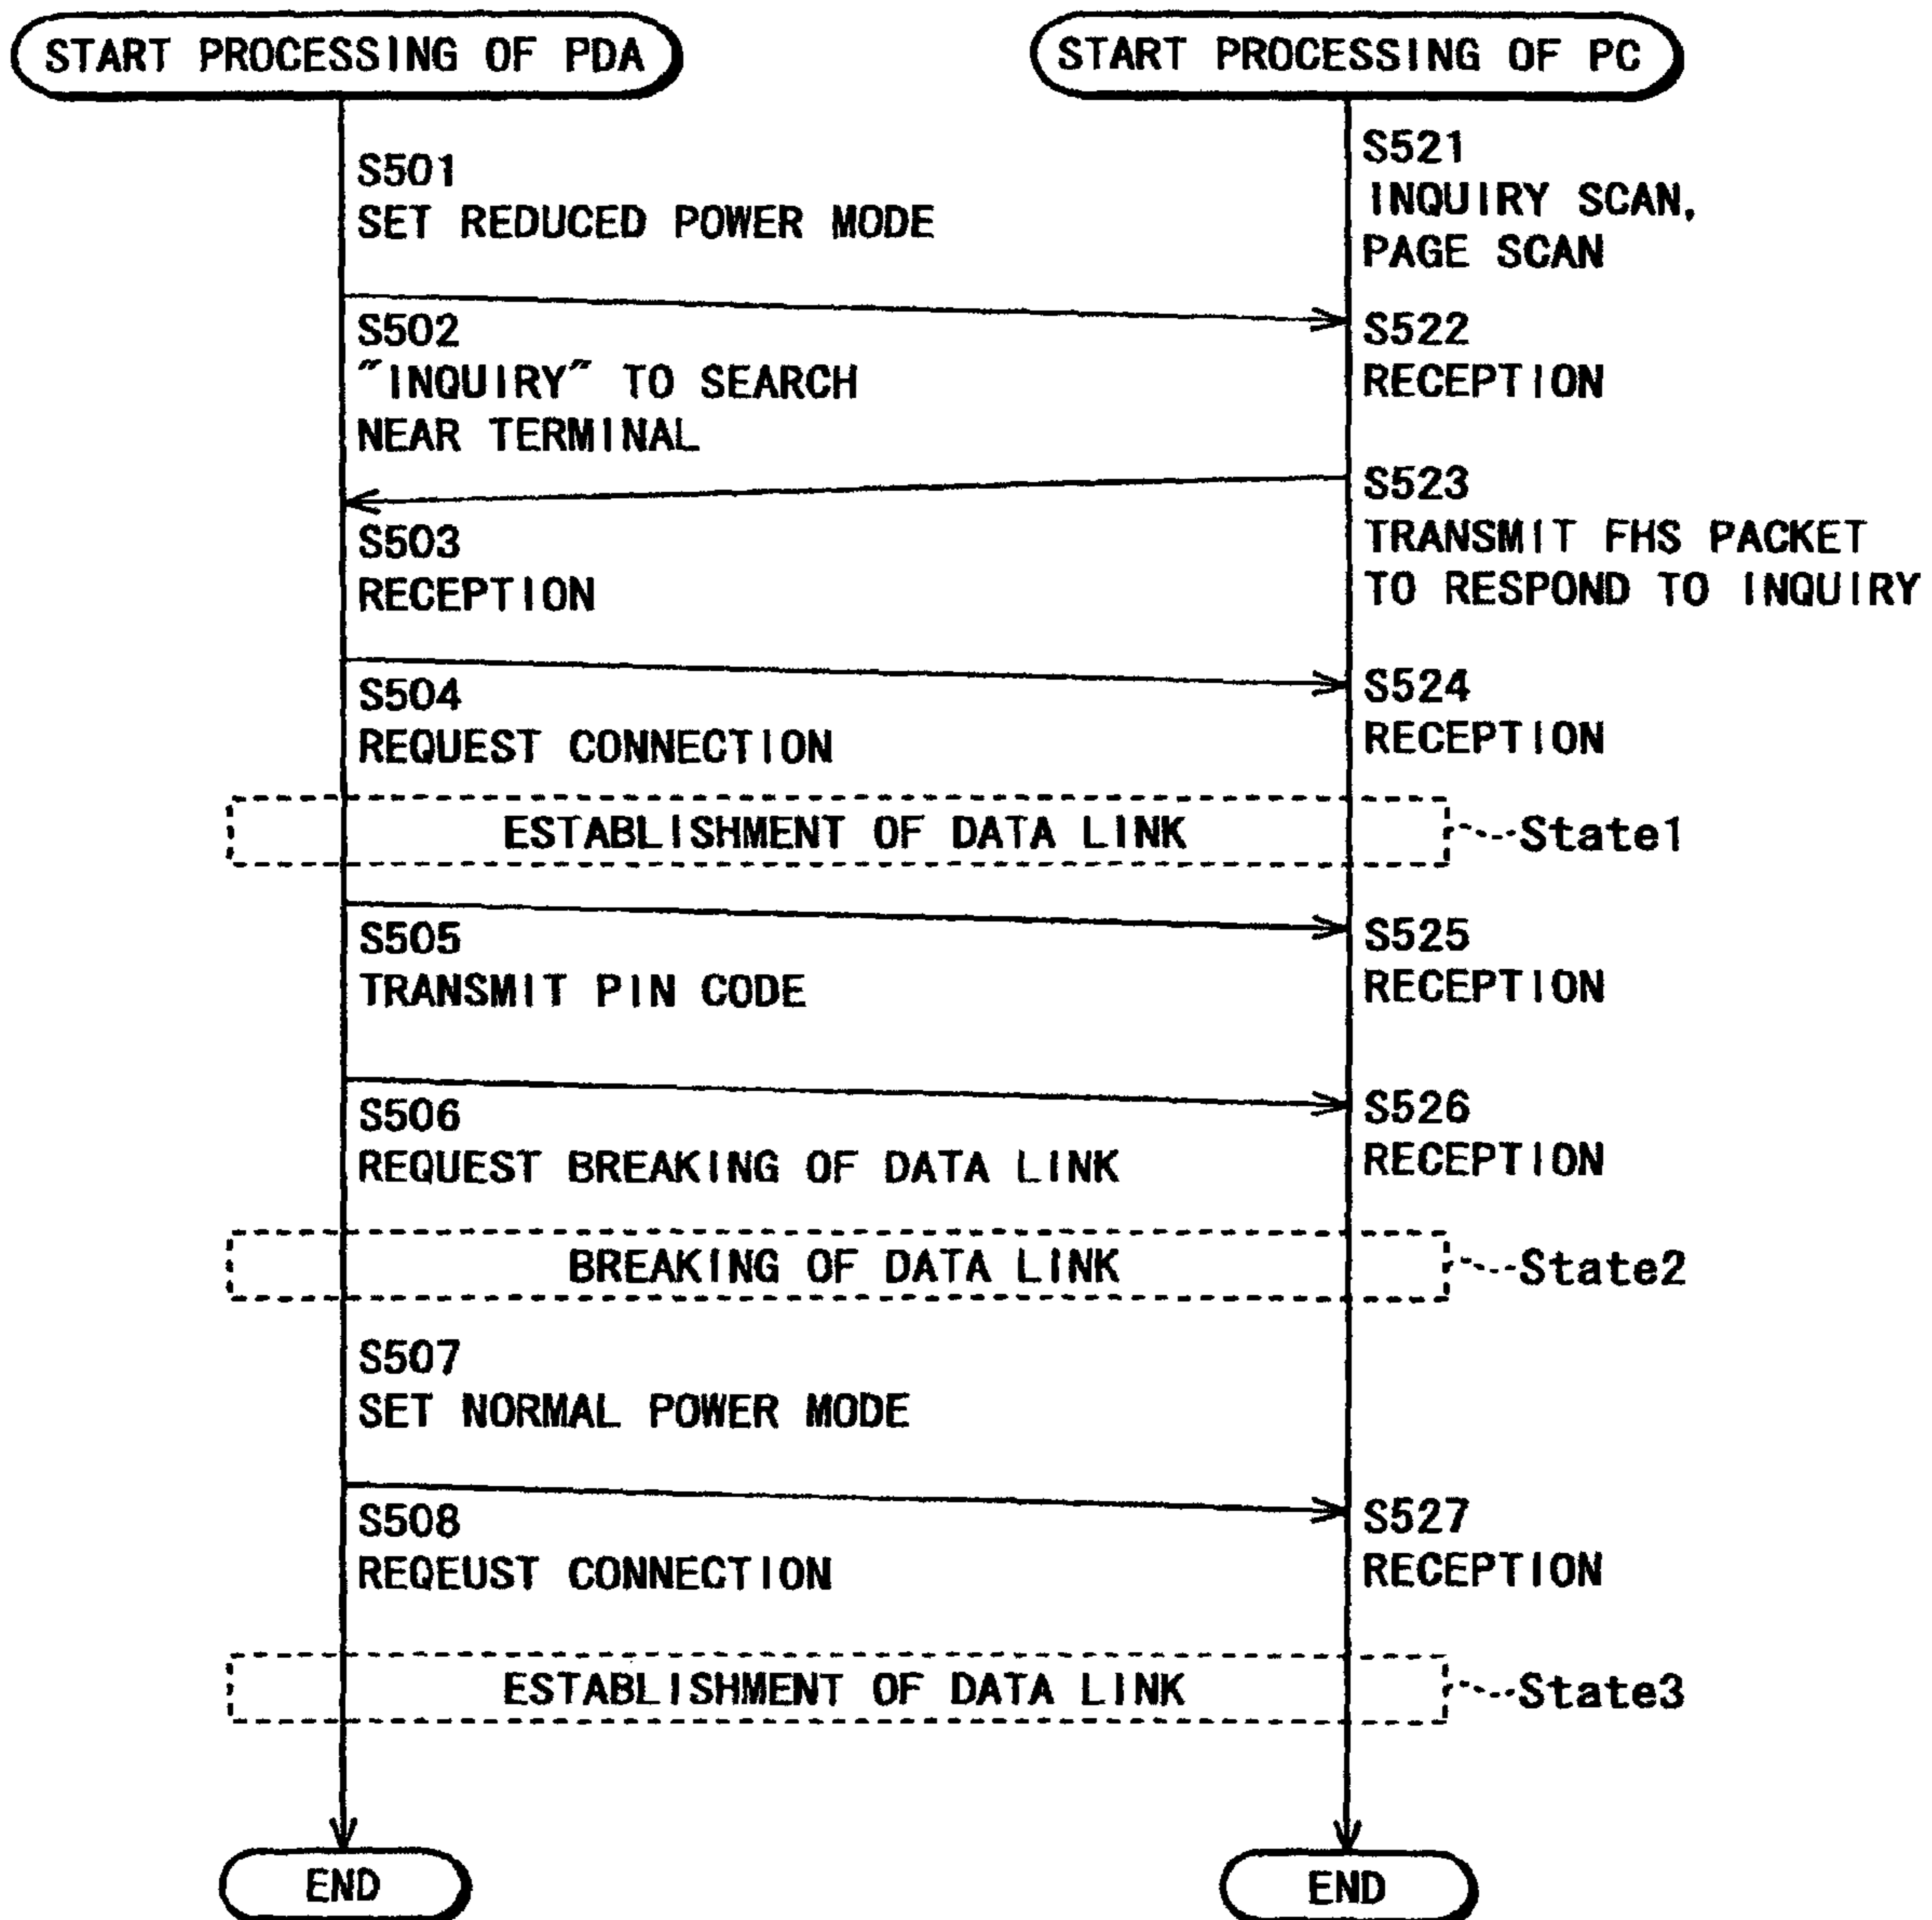 START PROCESSING OF PDA
START PROCESSING OF PC
S501
SET REDUCED POWER MODE
S521
INQUIRY SCAN,
PAGE SCAN
S502
"INQUIRY" TO SEARCH
NEAR TERMINAL
S522
RECEPTION
S503
RECEPTION
S523
TRANSMIT FHS PACKET
TO RESPOND TO INQUIRY
S504
REQUEST CONNECTION
S524
RECEPTION
ESTABLISHMENT OF DATA LINK
State1
S505
TRANSMIT PIN CODE
S525
RECEPTION
S506
REQUEST BREAKING OF DATA LINK
S526
RECEPTION
BREAKING OF DATA LINK
State2
S507
SET NORMAL POWER MODE
S508
REQEUST CONNECTION
S527
RECEPTION
ESTABLISHMENT OF DATA LINK
State3
END
END